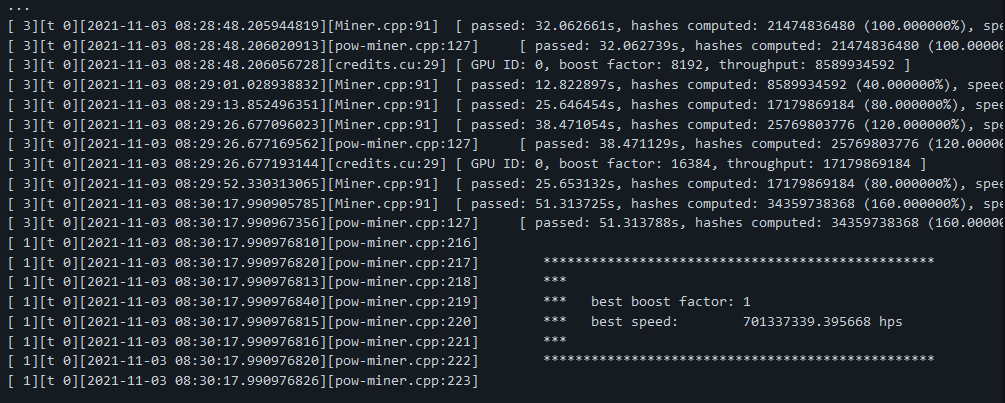 ...
[ 3][t 0][2021-11-03 08:28:48.205944819][Miner.cpp:91]  [ passed: 32.062661s, hashes computed: 21474836480 (100.000000%), speed
[ 3][t 0][2021-11-03 08:28:48.206020913][pow-miner.cpp:127]     [ passed: 32.062739s, hashes computed: 21474836480 (100.0000
[ 3][t 0][2021-11-03 08:28:48.206056728][credits.cu:29] [ GPU ID: 0, boost factor: 8192, throughput: 8589934592 ]
[ 3][t 0][2021-11-03 08:29:01.028938832][Miner.cpp:91]  [ passed: 12.822897s, hashes computed: 8589934592 (40.000000%), speed
[ 3][t 0][2021-11-03 08:29:13.852496351][Miner.cpp:91]  [ passed: 25.646454s, hashes computed: 17179869184 (80.000000%), speed
[ 3][t 0][2021-11-03 08:29:26.677096023][Miner.cpp:91]  [ passed: 38.471054s, hashes computed: 25769803776 (120.000000%), speed
[ 3][t 0][2021-11-03 08:29:26.677169562][pow-miner.cpp:127]     [ passed: 38.471129s, hashes computed: 25769803776 (120.0000
[ 3][t 0][2021-11-03 08:29:26.677193144][credits.cu:29] [ GPU ID: 0, boost factor: 16384, throughput: 17179869184 ]
[ 3][t 0][2021-11-03 08:29:52.330313065][Miner.cpp:91]  [ passed: 25.653132s, hashes computed: 17179869184 (80.000000%), speed
[ 3][t 0][2021-11-03 08:30:17.990905785][Miner.cpp:91]  [ passed: 51.313725s, hashes computed: 34359738368 (160.000000%), speed
[ 3][t 0][2021-11-03 08:30:17.990967356][pow-miner.cpp:127]     [ passed: 51.313788s, hashes computed: 34359738368 (160.0000
[ 1][t 0][2021-11-03 08:30:17.990976810][pow-miner.cpp:216]
[ 1][t 0][2021-11-03 08:30:17.990976820][pow-miner.cpp:217]        *************************************************
[ 1][t 0][2021-11-03 08:30:17.990976813][pow-miner.cpp:218]        ***
[ 1][t 0][2021-11-03 08:30:17.990976840][pow-miner.cpp:219]        ***   best boost factor: 1
[ 1][t 0][2021-11-03 08:30:17.990976815][pow-miner.cpp:220]        ***   best speed:        701337339.395668 hps
[ 1][t 0][2021-11-03 08:30:17.990976816][pow-miner.cpp:221]        ***
[ 1][t 0][2021-11-03 08:30:17.990976820][pow-miner.cpp:222]        *************************************************
[ 1][t 0][2021-11-03 08:30:17.990976826][pow-miner.cpp:223]